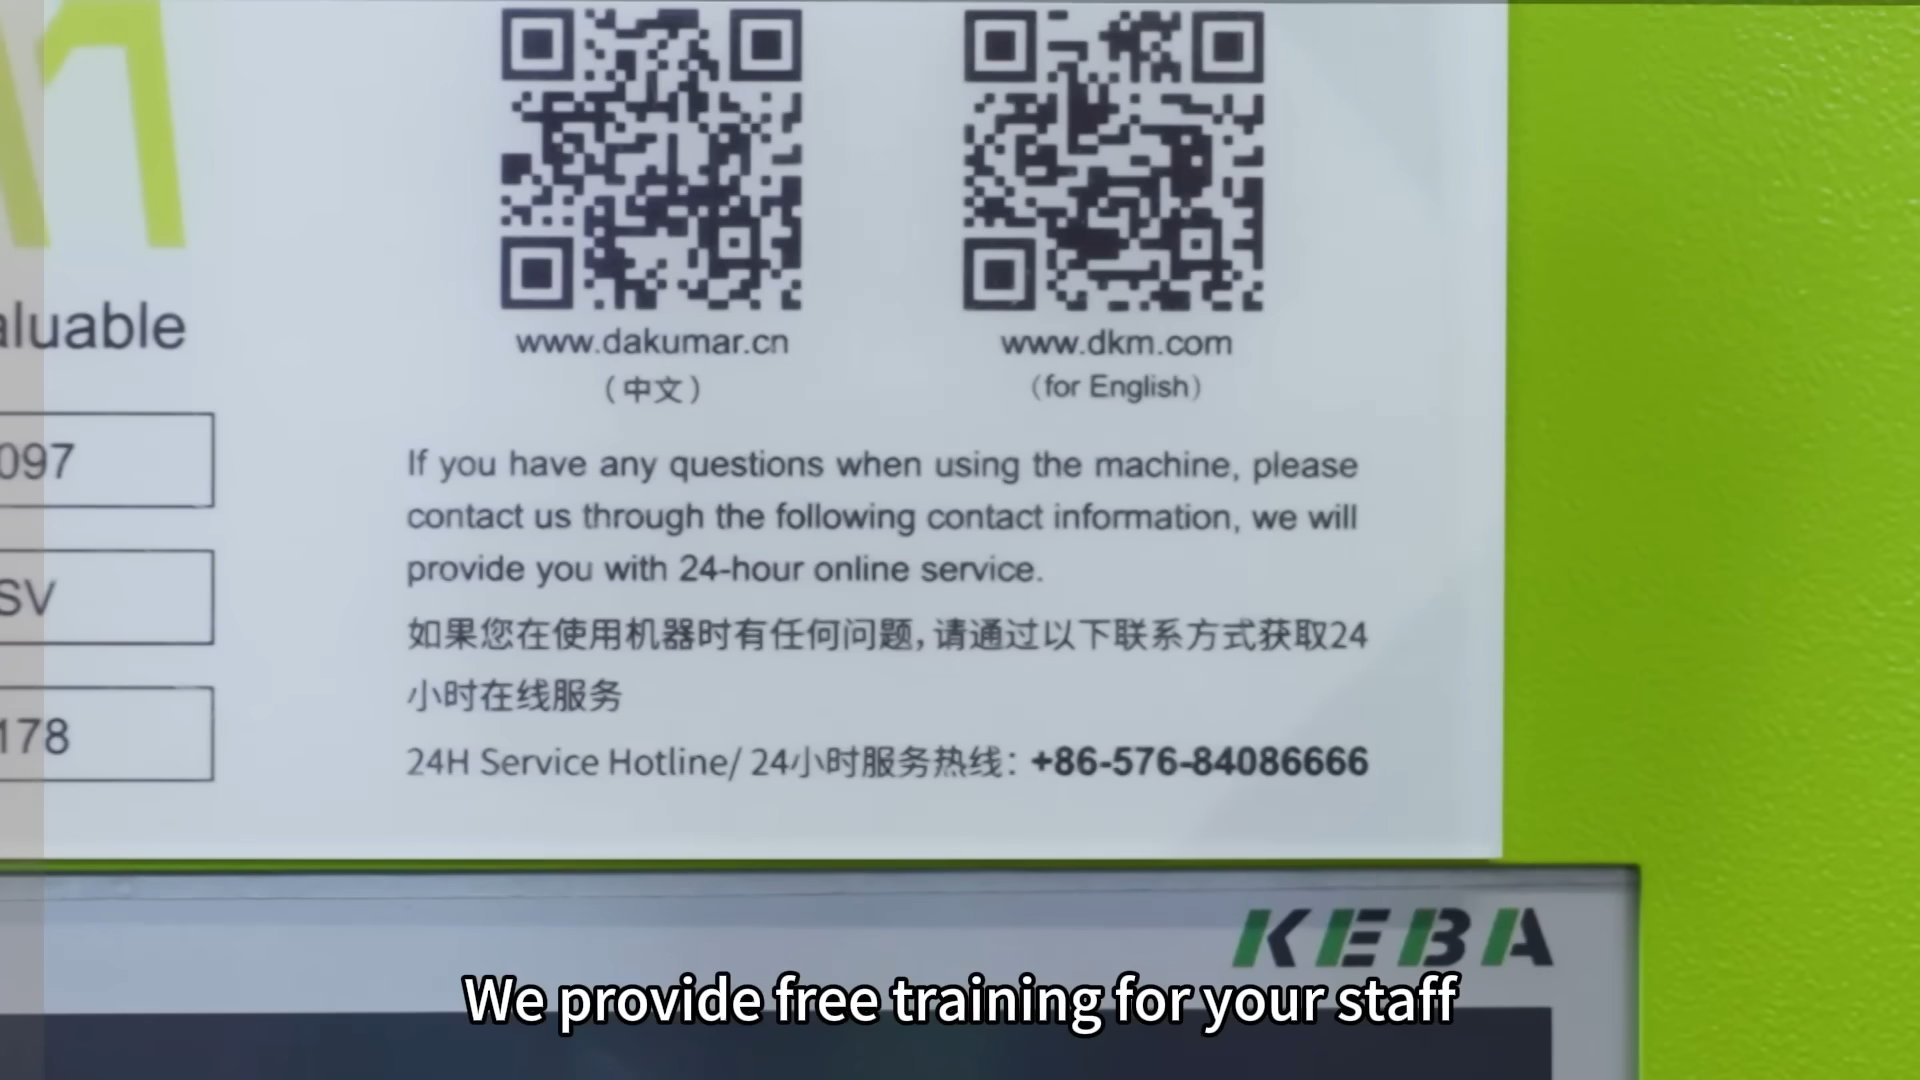 www.dakumar.cn
(中文)
www.dkm.com
(for English)
097
SV
178
If you have any questions when using the machine, please
contact us through the following contact information, we will
provide you with 24-hour online service.
如果您在使用机器时有任何问题,请通过以下联系方式获取24
小时在线服务
24H Service Hotline/ 24小时服务热线: +86-576-84086666
KEBA
We provide free training for your staff